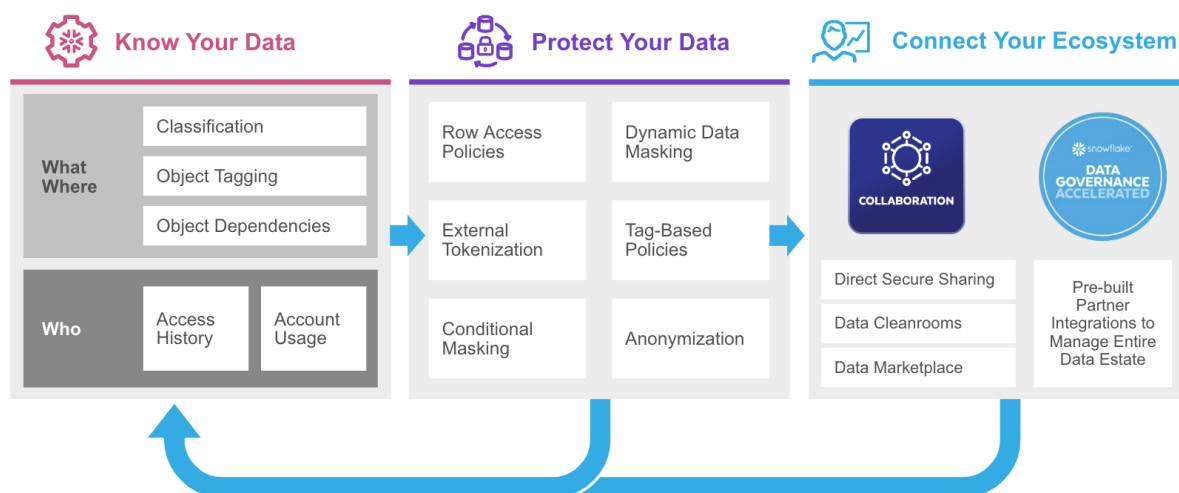 Know Your Data
Protect Your Data
Connect Your Ecosystem
What
Where
Classification
Object Tagging
Object Dependencies
Who
Access
History
Account
Usage
Row Access
Policies
Dynamic Data
Masking
External
Tokenization
Tag-Based
Policies
Conditional
Masking
Anonymization
COLLABORATION
snowflake
DATA
GOVERNANCE
ACCELERATED
Direct Secure Sharing
Data Cleanrooms
Data Marketplace
Pre-built
Partner
Integrations to
Manage Entire
Data Estate